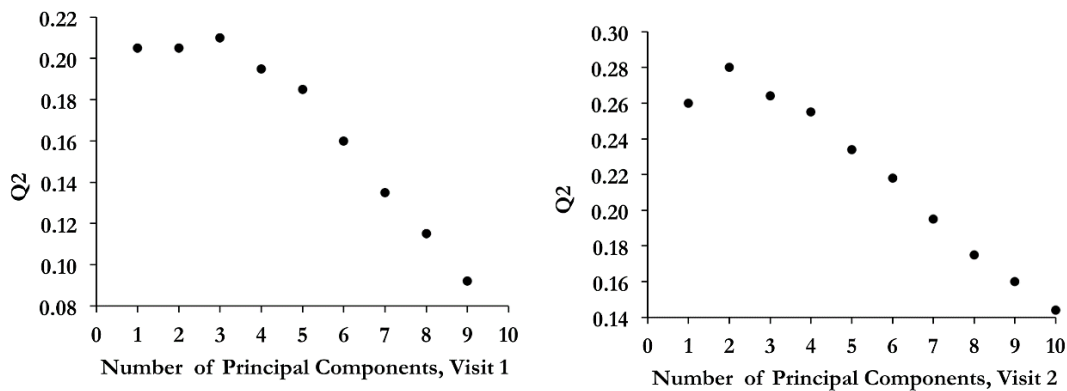 0.22
0.20
0.18
0.16
0.14
0.12
0.10
0.08
Q2
0 1 2 3 4 5 6 7 8 9 10
Number of Principal Components, Visit 1
0.30
0.28
0.26
0.24
0.22
0.20
0.18
0.16
0.14
Q2
0 1 2 3 4 5 6 7 8 9 10
Number of Principal Components, Visit 2